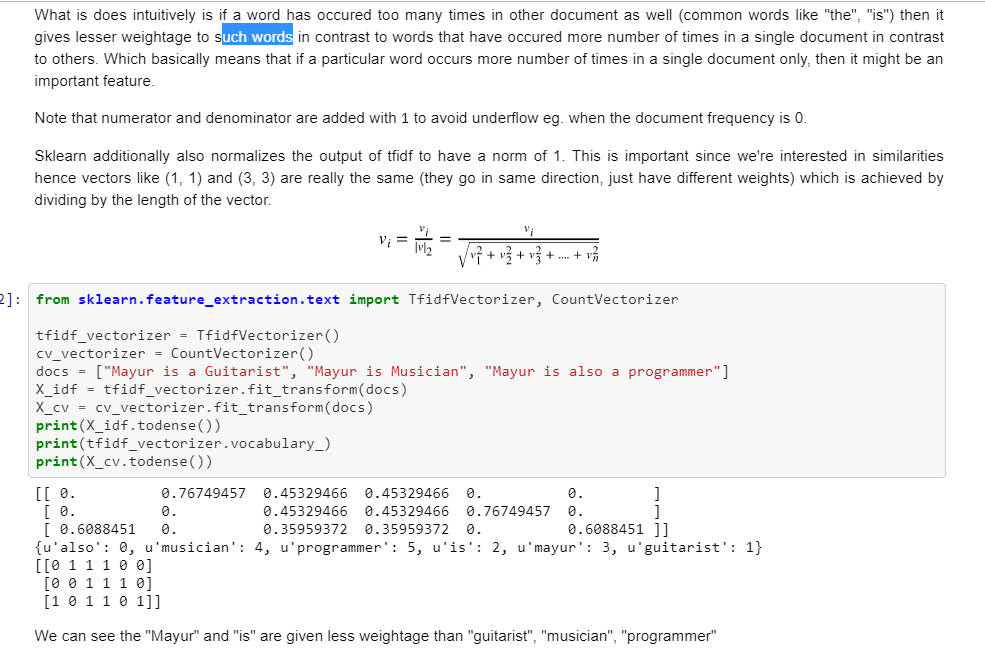 What is does intuitively is if a word has occured too many times in other document as well (common words like "the", "is") then it
gives lesser weightage to such words in contrast to words that have occured more number of times in a single document in contrast
to others. Which basically means that if a particular word occurs more number of times in a single document only, then it might be an
important feature.
Note that numerator and denominator are added with 1 to avoid underflow eg. when the document frequency is 0.
Sklearn additionally also normalizes the output of tfidf to have a norm of 1. This is important since we're interested in similarities
hence vectors like (1, 1) and (3, 3) are really the same (they go in same direction, just have different weights) which is achieved by
dividing by the length of the vector.
v_i = v_i / |v|_2 = v_i / √(v_1^2 + v_2^2 + v_3^2 + .... + v_n^2)
2]: from sklearn.feature_extraction.text import TfidfVectorizer, CountVectorizer
tfidf_vectorizer = TfidfVectorizer()
cv_vectorizer = CountVectorizer()
docs = ["Mayur is a Guitarist", "Mayur is Musician", "Mayur is also a programmer"]
X_idf = tfidf_vectorizer.fit_transform(docs)
X_cv = cv_vectorizer.fit_transform(docs)
print(X_idf.todense())
print(tfidf_vectorizer.vocabulary_)
print(X_cv.todense())
[[ 0. 0.76749457 0.45329466 0.45329466 0. 0. ]
[ 0. 0. 0.45329466 0.45329466 0.76749457 0. ]
[ 0.6088451 0. 0.35959372 0.35959372 0. 0.6088451 ]]
{u'also': 0, u'musician': 4, u'programmer': 5, u'is': 2, u'mayur': 3, u'guitarist': 1}
[[0 1 1 1 0 0]
[0 0 1 1 1 0]
[1 0 1 1 0 1]]
We can see the "Mayur" and "is" are given less weightage than "guitarist", "musician", "programmer"